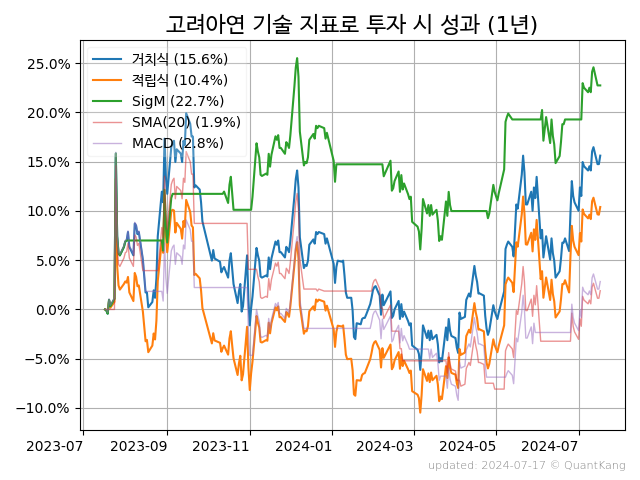 고려아연 기술 지표로 투자 시 성과 (1년)
거치식 (15.6%)
적립식 (10.4%)
SigM (22.7%)
SMA(20) (1.9%)
MACD (2.8%)
25.0%
20.0%
15.0%
10.0%
5.0%
0.0%
−5.0%
−10.0%
2023-07 2023-09 2023-11 2024-01 2024-03 2024-05 2024-07
updated: 2024-07-17 © QuantKang